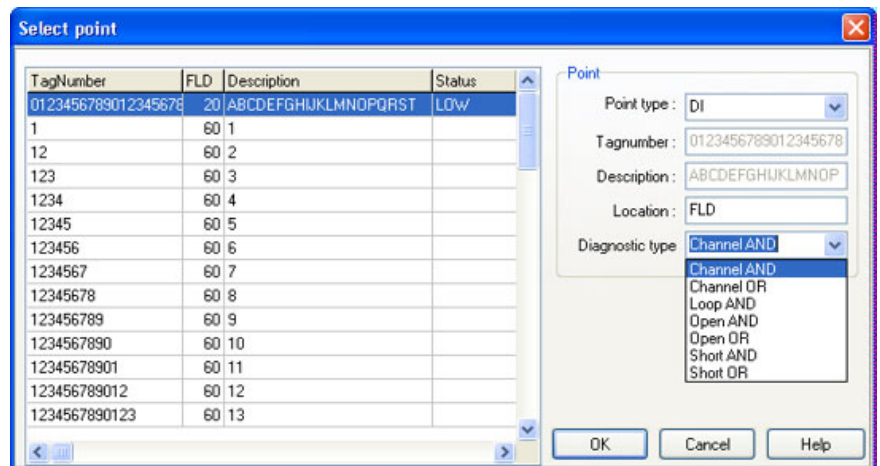 Select point
TagNumber FLD Description Status
0123456789012345678 20 ABCDEFGHIJKLMNOPQRST LOW
1 60 1
12 60 2
123 60 3
1234 60 4
12345 60 5
123456 60 6
1234567 60 7
12345678 60 8
123456789 60 9
1234567890 60 10
12345678901 60 11
123456789012 60 12
1234567890123 60 13
Point
Point type : DI
Tagnumber : 0123456789012345678
Description : ABCDEFGHIJKLMNOP
Location : FLD
Diagnostic type Channel AND
Channel AND
Channel OR
Loop AND
Open AND
Open OR
Short AND
Short OR
OK Cancel Help